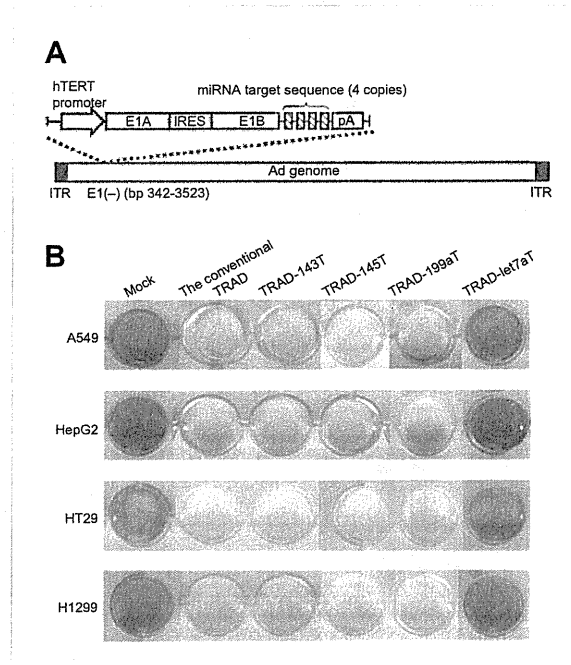 A
hTERT
promoter
miRNA target sequence (4 copies)
E1A
IRES
E1B
pA
Ad genome
ITR
E1(–) (bp 342-3523)
ITR
B
Mock
The conventional
TRAD
TRAD-143T
TRAD-145T
TRAD-199aT
TRAD-let7aT
A549
HepG2
HT29
H1299